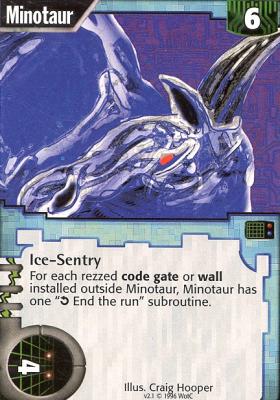 Minotaur
6
Ice-Sentry
For each rezzed code gate or wall
installed outside Minotaur, Minotaur has
one “⮌ End the run” subroutine.
4
Illus. Craig Hooper
v2.1 © 1996 WotC